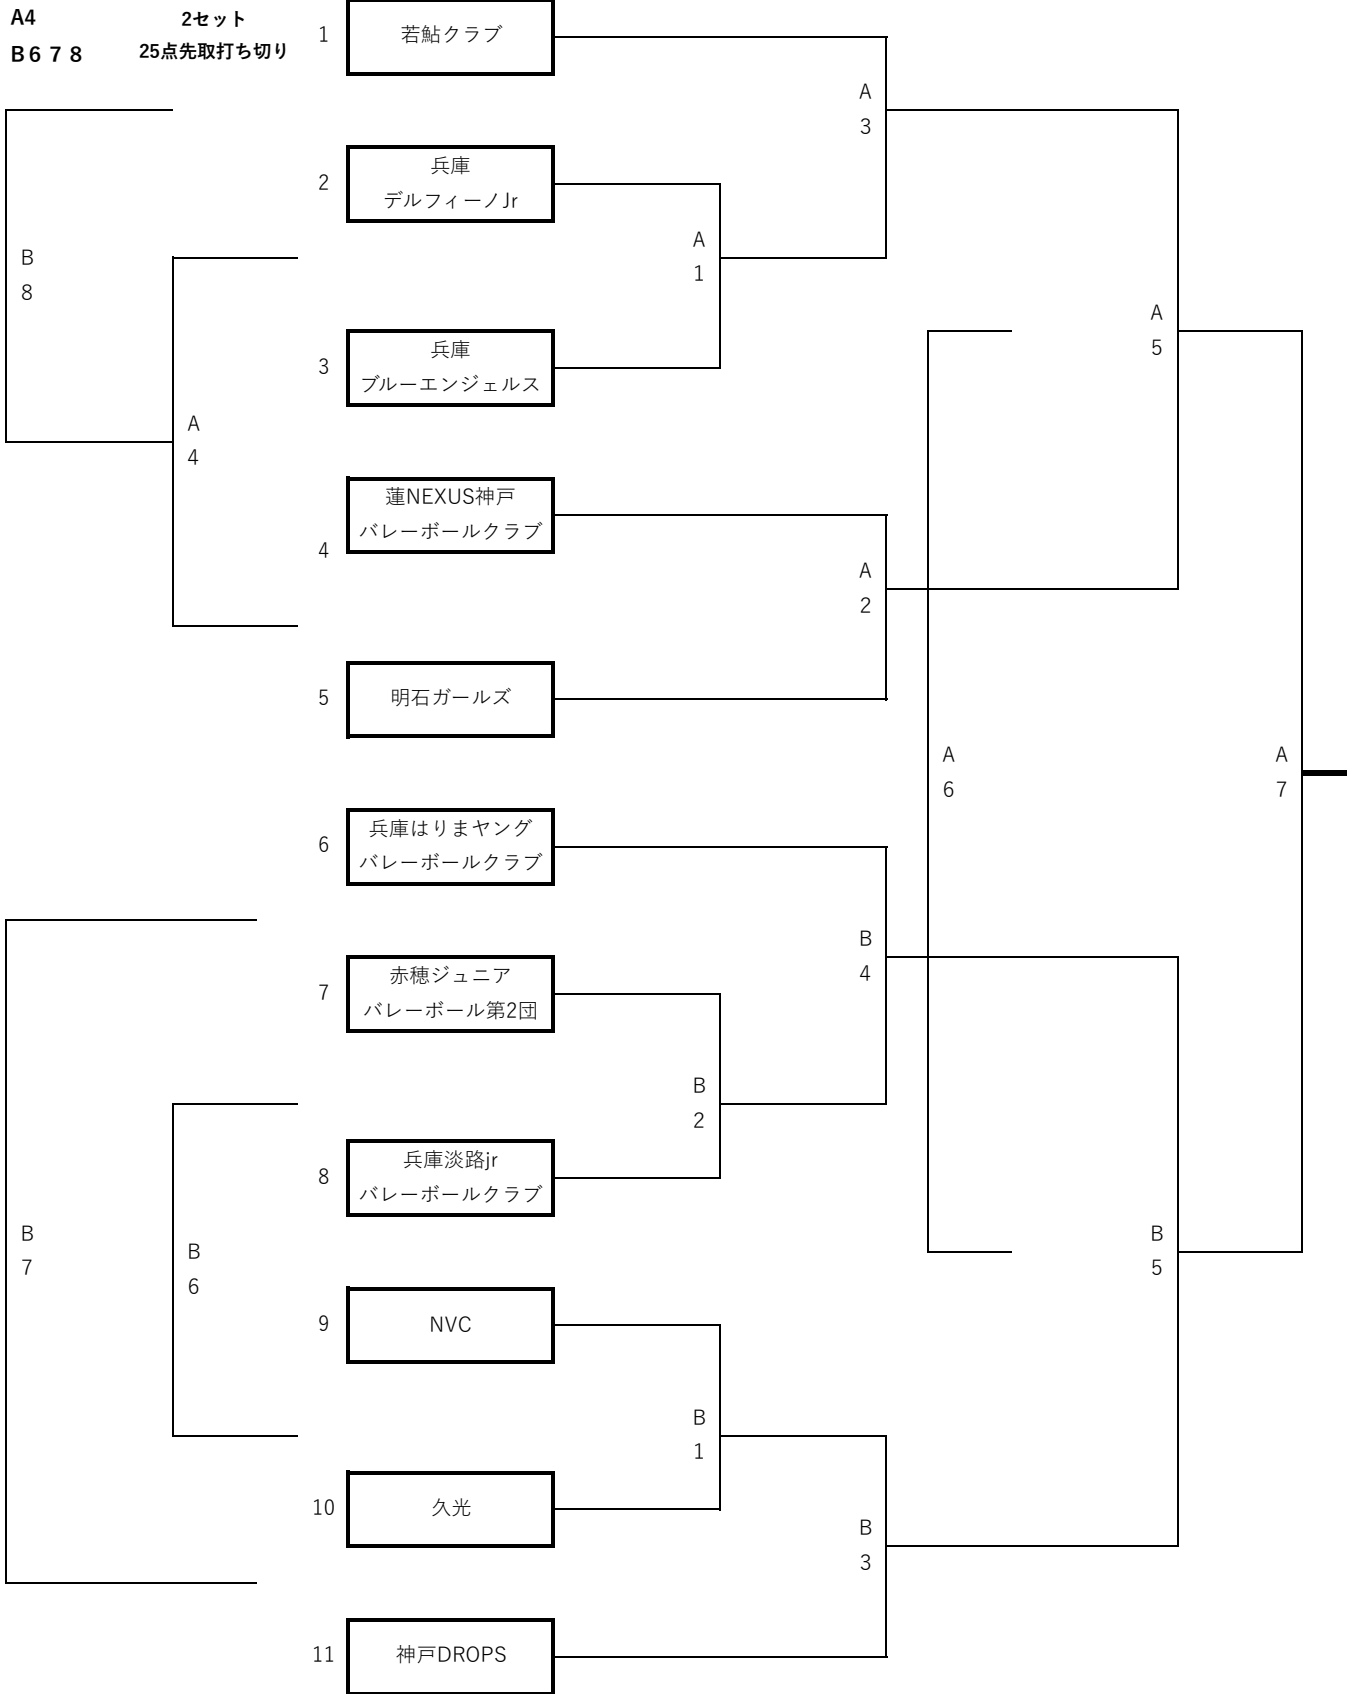 A4
2セット
B６７８
25点先取打ち切り
1
若鮎クラブ
A
3
2
兵庫
デルフィーノJr
A
1
B
8
3
兵庫
ブルーエンジェルス
A
5
A
4
4
蓮NEXUS神戸
バレーボールクラブ
A
2
5
明石ガールズ
A
6
A
7
6
兵庫はりまヤング
バレーボールクラブ
B
4
7
赤穂ジュニア
バレーボール第2団
B
2
8
兵庫淡路jr
バレーボールクラブ
B
7
B
6
B
5
9
NVC
B
1
10
久光
B
3
11
神戸DROPS